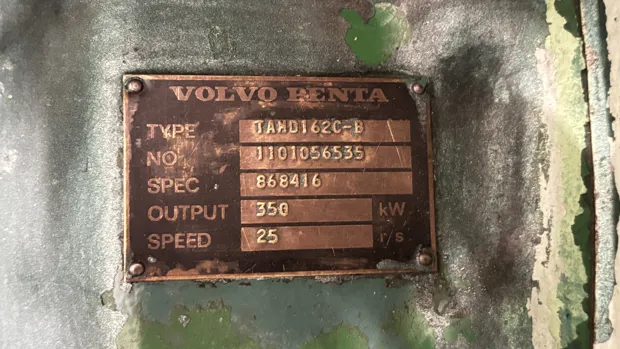 VOLVO PENTA
TYPE TAMD162C-B
NO 1101056535
SPEC 868416
OUTPUT 350 kW
SPEED 25 r/s